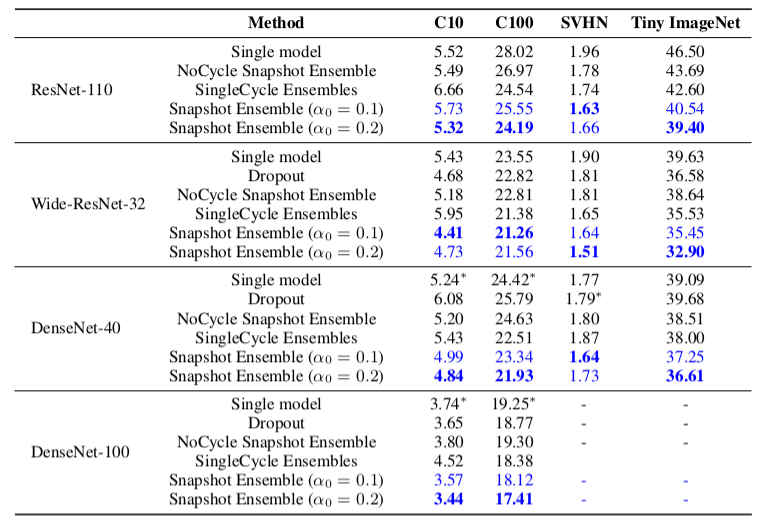 Method C10 C100 SVHN Tiny ImageNet
Single model 5.52 28.02 1.96 46.50
NoCycle Snapshot Ensemble 5.49 26.97 1.78 43.69
ResNet-110 SingleCycle Ensembles 6.66 24.54 1.74 42.60
Snapshot Ensemble (α₀ = 0.1) 5.73 25.55 1.63 40.54
Snapshot Ensemble (α₀ = 0.2) 5.32 24.19 1.66 39.40
Single model 5.43 23.55 1.90 39.63
Dropout 4.68 22.82 1.81 36.58
Wide-ResNet-32 NoCycle Snapshot Ensemble 5.18 22.81 1.81 38.64
SingleCycle Ensembles 5.95 21.38 1.65 35.53
Snapshot Ensemble (α₀ = 0.1) 4.41 21.26 1.64 35.45
Snapshot Ensemble (α₀ = 0.2) 4.73 21.56 1.51 32.90
Single model 5.24* 24.42* 1.77 39.09
Dropout 6.08 25.79 1.79* 39.68
DenseNet-40 NoCycle Snapshot Ensemble 5.20 24.63 1.80 38.51
SingleCycle Ensembles 5.43 22.51 1.87 38.00
Snapshot Ensemble (α₀ = 0.1) 4.99 23.34 1.64 37.25
Snapshot Ensemble (α₀ = 0.2) 4.84 21.93 1.73 36.61
Single model 3.74* 19.25* - -
Dropout 3.65 18.77 - -
DenseNet-100 NoCycle Snapshot Ensemble 3.80 19.30 - -
SingleCycle Ensembles 4.52 18.38
Snapshot Ensemble (α₀ = 0.1) 3.57 18.12 - -
Snapshot Ensemble (α₀ = 0.2) 3.44 17.41 - -